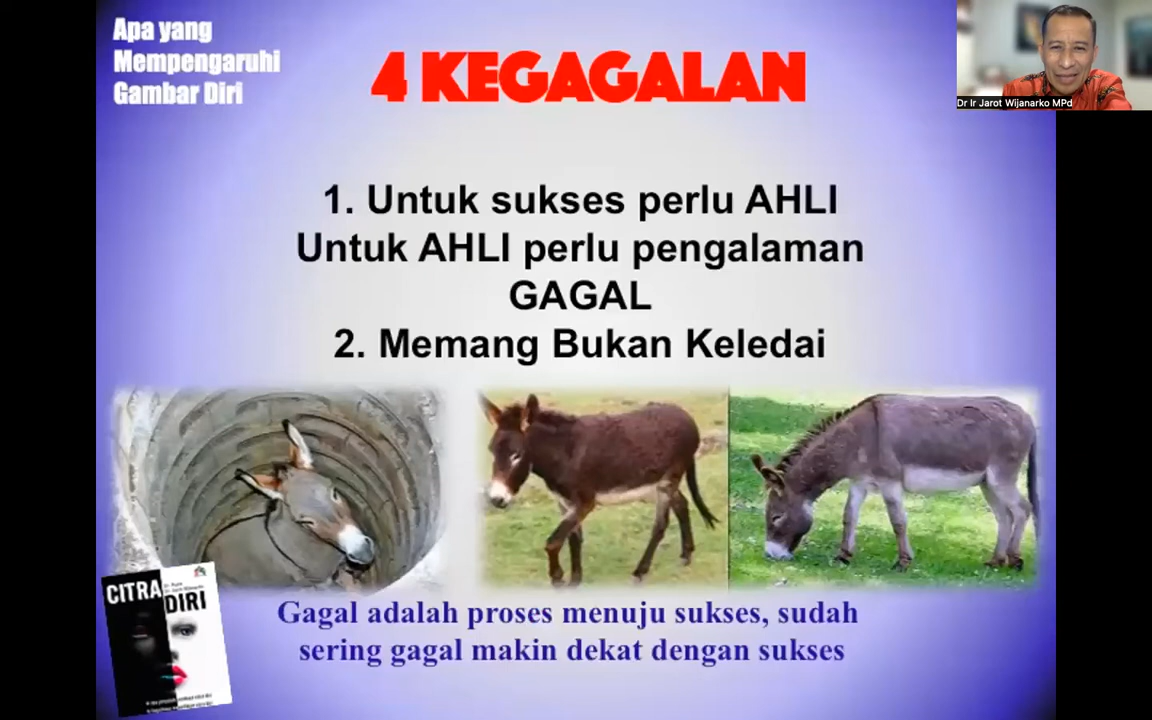 Apa yang
Mempengaruhi
Gambar Diri
4 KEGAGALAN
Dr Ir Jarot Wijanarko MPd
1. Untuk sukses perlu AHLI
Untuk AHLI perlu pengalaman
GAGAL
2. Memang Bukan Keledai
CITRA
DIRI
Gagal adalah proses menuju sukses, sudah
sering gagal makin dekat dengan sukses